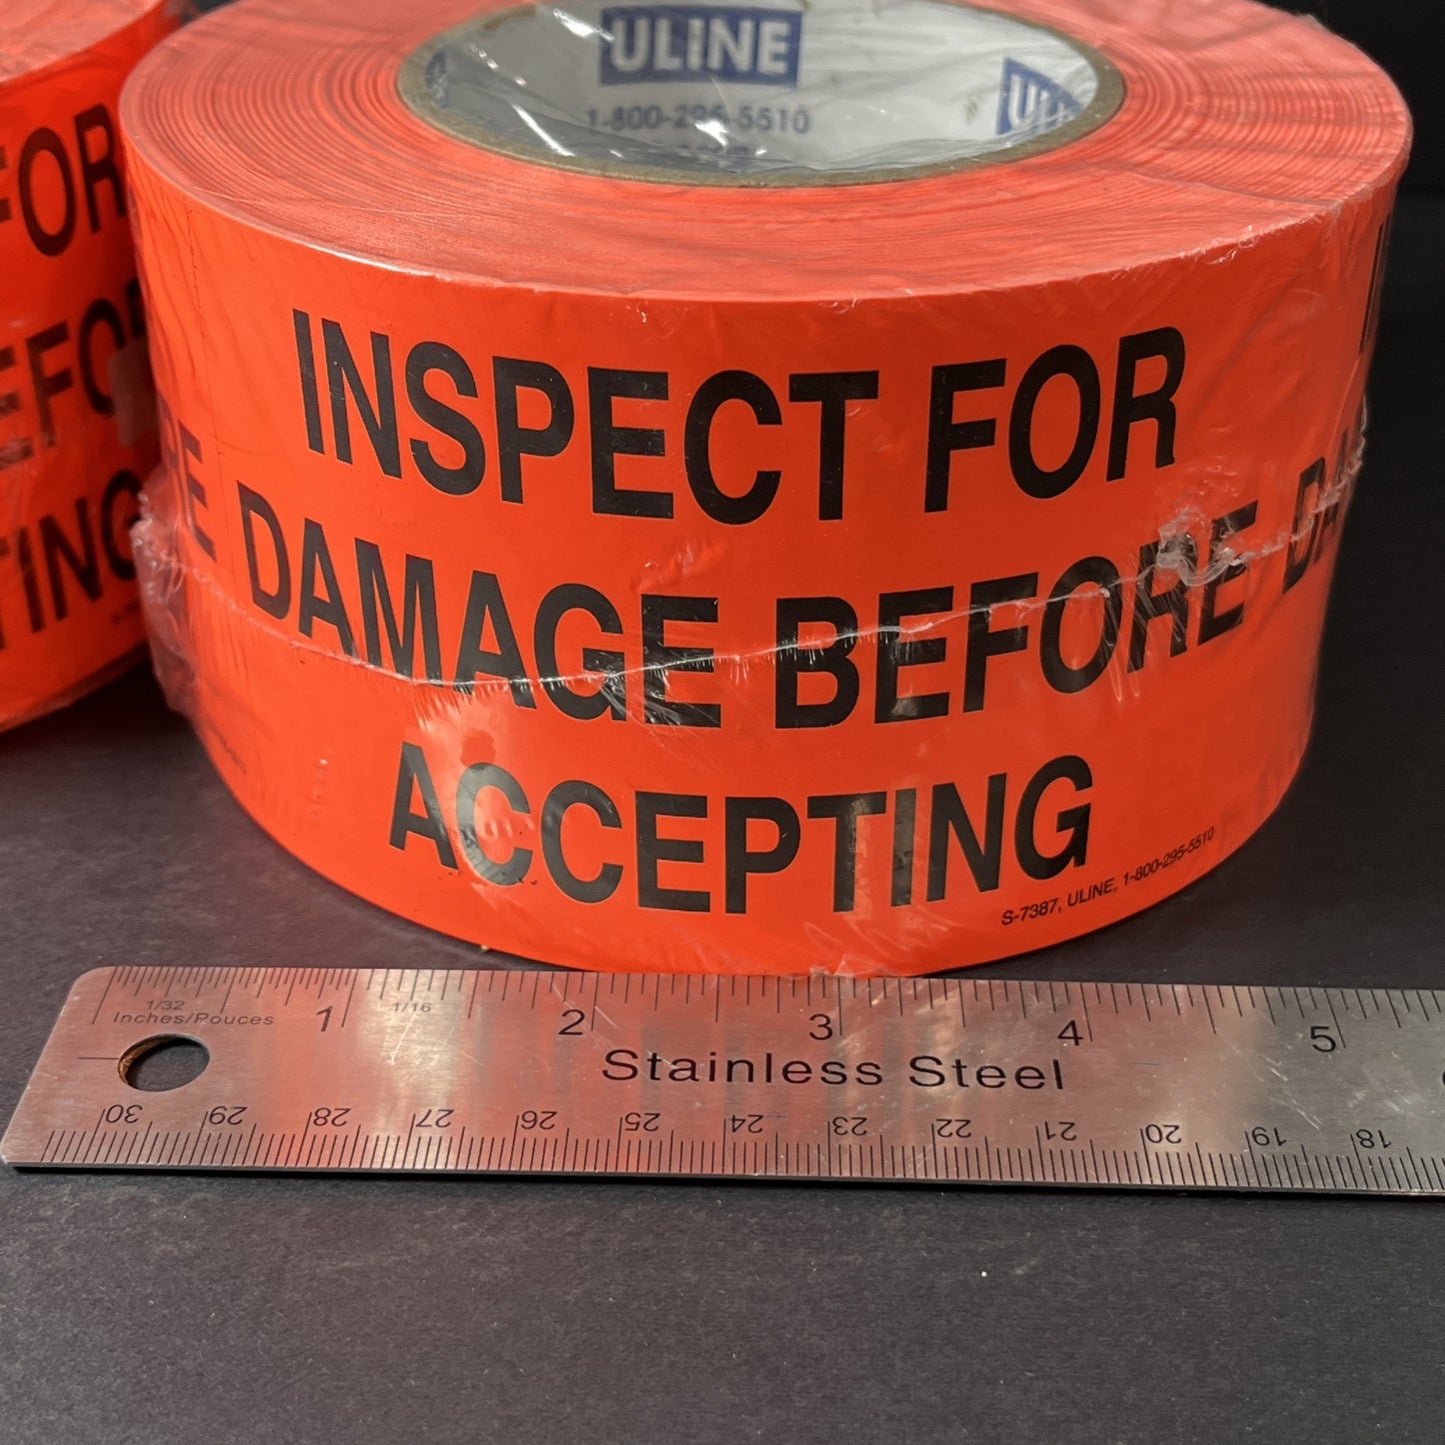 ULINE
1-800-295-5510
INSPECT FOR
DAMAGE BEFORE
ACCEPTING
S-7387, ULINE, 1-800-295-5510
FOR
TING
1/32
Inches/Pouces
1/16
1 2 3 4 5
Stainless Steel
30 29 28 27 26 25 24 23 22 21 20 19 18